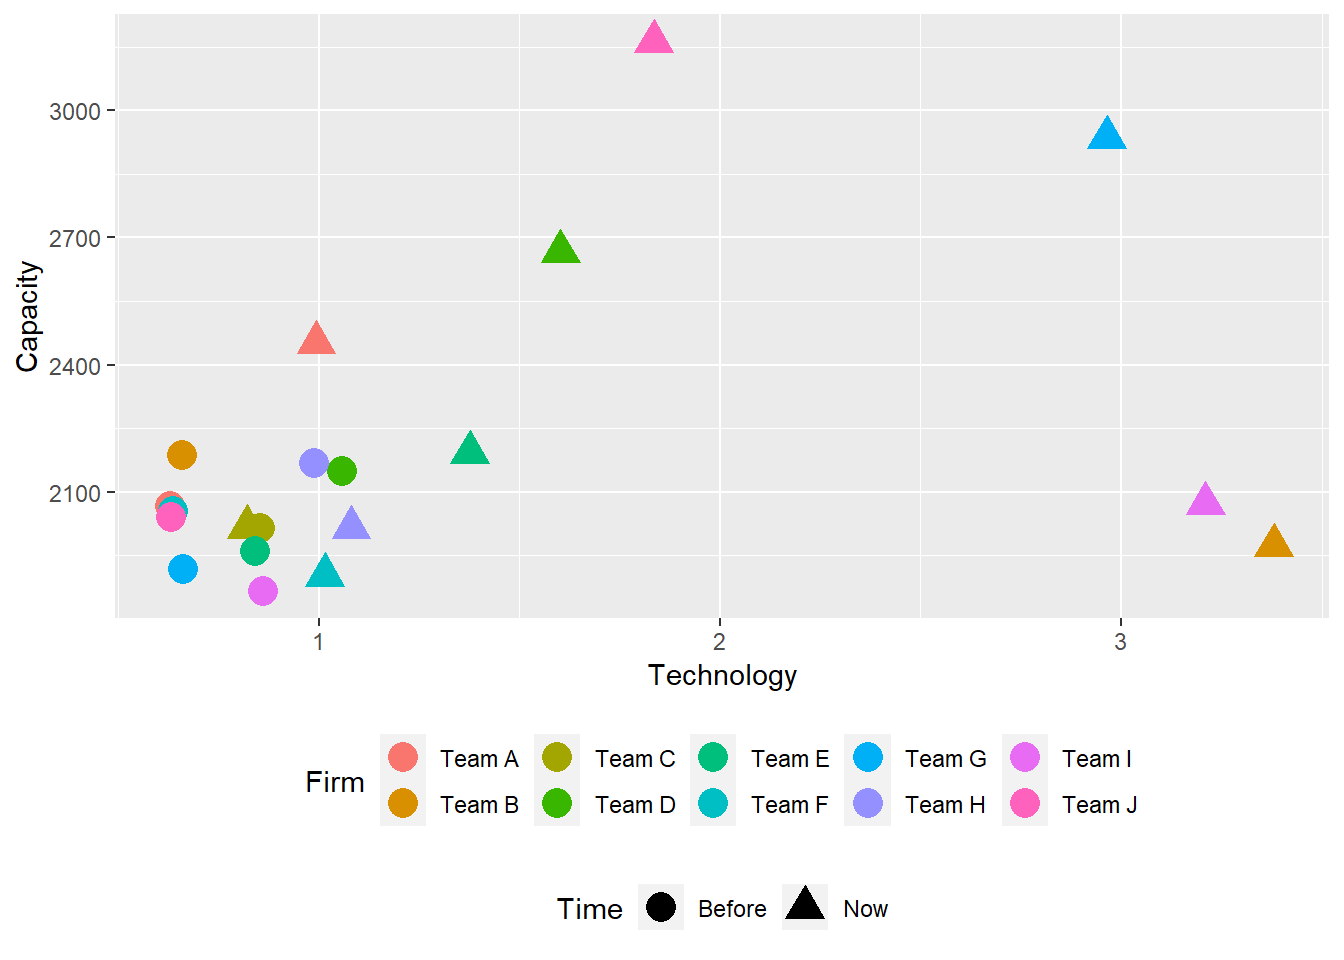 3000
2700
2400
2100
Capacity
1 2 3
Technology
Firm
Team A Team C Team E Team G Team I
Team B Team D Team F Team H Team J
Time Before Now